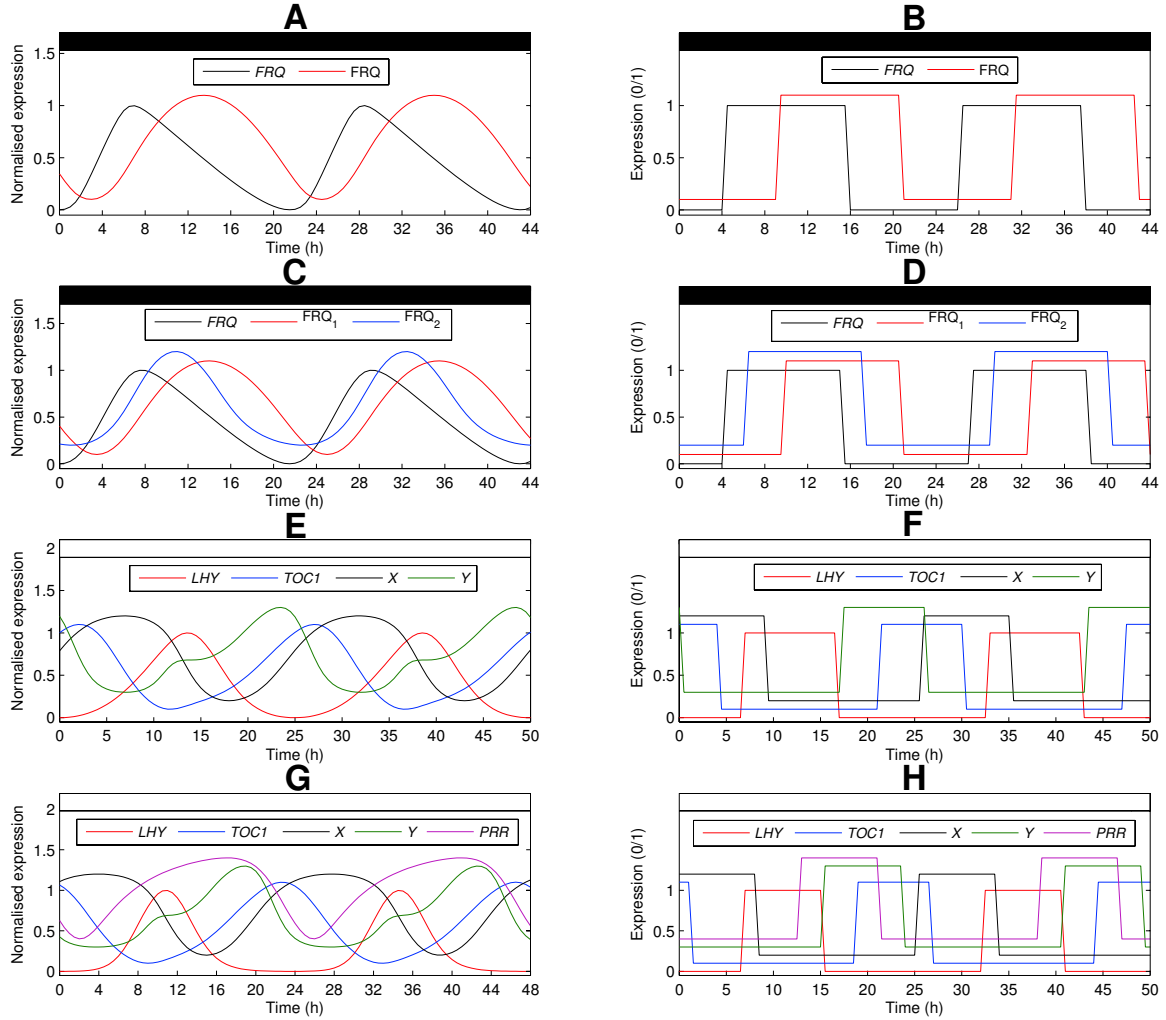 A
Normalised expression
1.5
1
0.5
0
FRQ FRQ
0 4 8 12 16 20 24 28 32 36 40 44
Time (h)
B
Expression (0/1)
1
0.5
0
FRQ FRQ
0 4 8 12 16 20 24 28 32 36 40 44
Time (h)
C
Normalised expression
1.5
1
0.5
0
FRQ FRQ1 FRQ2
0 4 8 12 16 20 24 28 32 36 40 44
Time (h)
D
Expression (0/1)
1
0.5
0
FRQ FRQ1 FRQ2
0 4 8 12 16 20 24 28 32 36 40 44
Time (h)
E
Normalised expression
2
1.5
1
0.5
0
LHY TOC1 X Y
0 5 10 15 20 25 30 35 40 45 50
Time (h)
F
Expression (0/1)
1
0.5
0
LHY TOC1 X Y
0 5 10 15 20 25 30 35 40 45 50
Time (h)
G
Normalised expression
2
1.5
1
0.5
0
LHY TOC1 X Y PRR
0 4 8 12 16 20 24 28 32 36 40 44 48
Time (h)
H
Expression (0/1)
1
0.5
0
LHY TOC1 X Y PRR
0 5 10 15 20 25 30 35 40 45 50
Time (h)